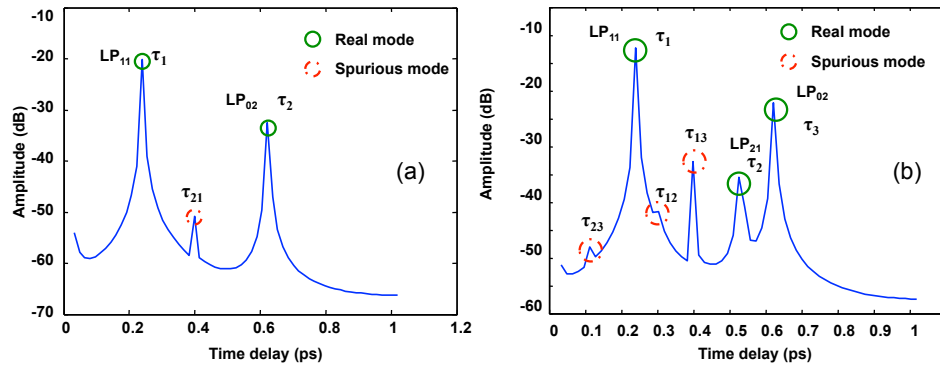 -10
-20
-30
-40
-50
-60
-70
Amplitude (dB)
LP11 τ1
Real mode
Spurious mode
LP02 τ2
τ21
(a)
0 0.2 0.4 0.6 0.8 1 1.2
Time delay (ps)
-10
-20
-30
-40
-50
-60
Amplitude (dB)
LP11 τ1
Real mode
Spurious mode
LP02
τ3
τ13
LP21
τ2
τ12
τ23
(b)
0 0.1 0.2 0.3 0.4 0.5 0.6 0.7 0.8 0.9 1
Time delay (ps)